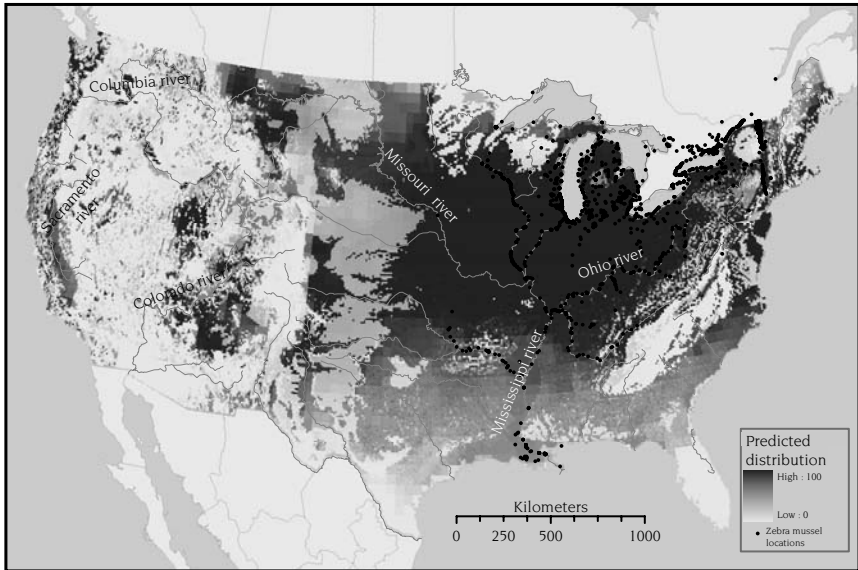 Columbia river
Missouri river
Sacramento
river
Colorado river
Ohio river
Mississippi river
Predicted
distribution
High : 100
Low : 0
Zebra mussel
locations
Kilometers
0 250 500 1000